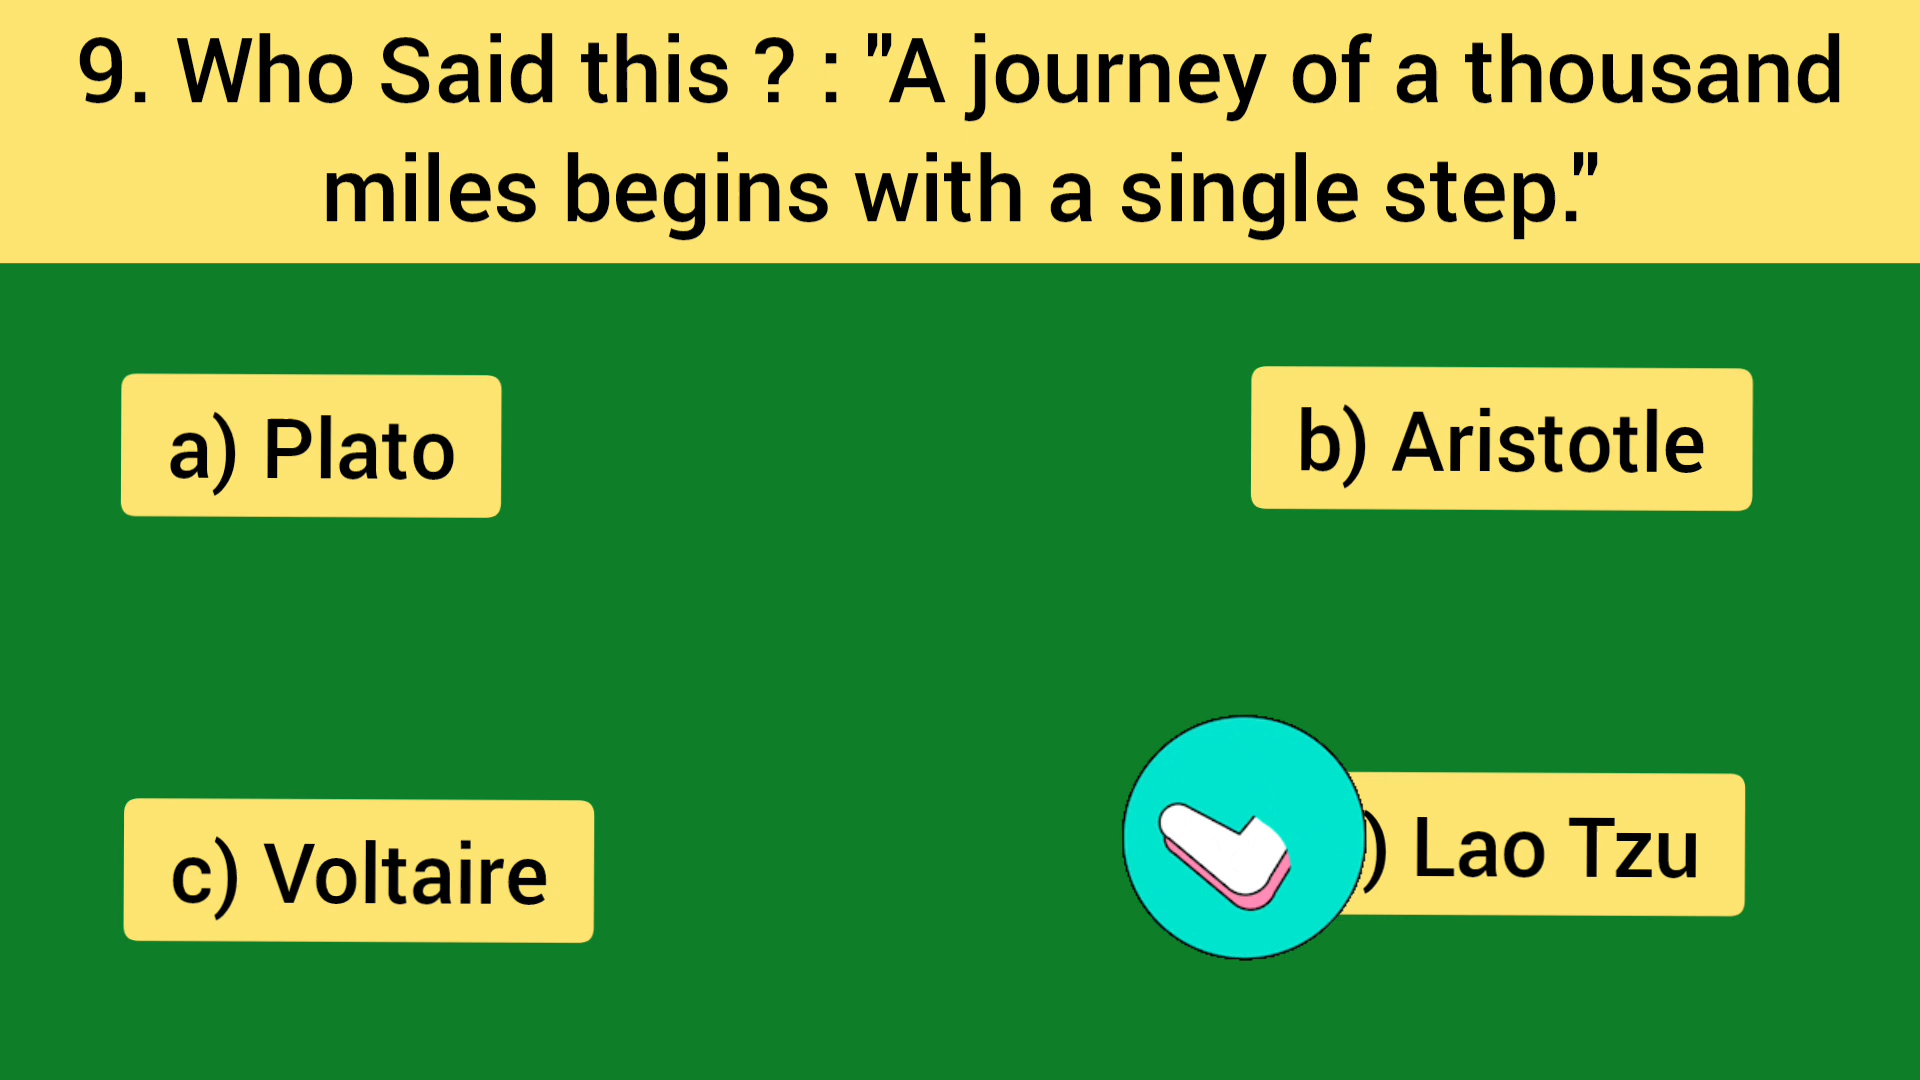 9. Who Said this ? : "A journey of a thousand
miles begins with a single step."
a) Plato
b) Aristotle
c) Voltaire
) Lao Tzu